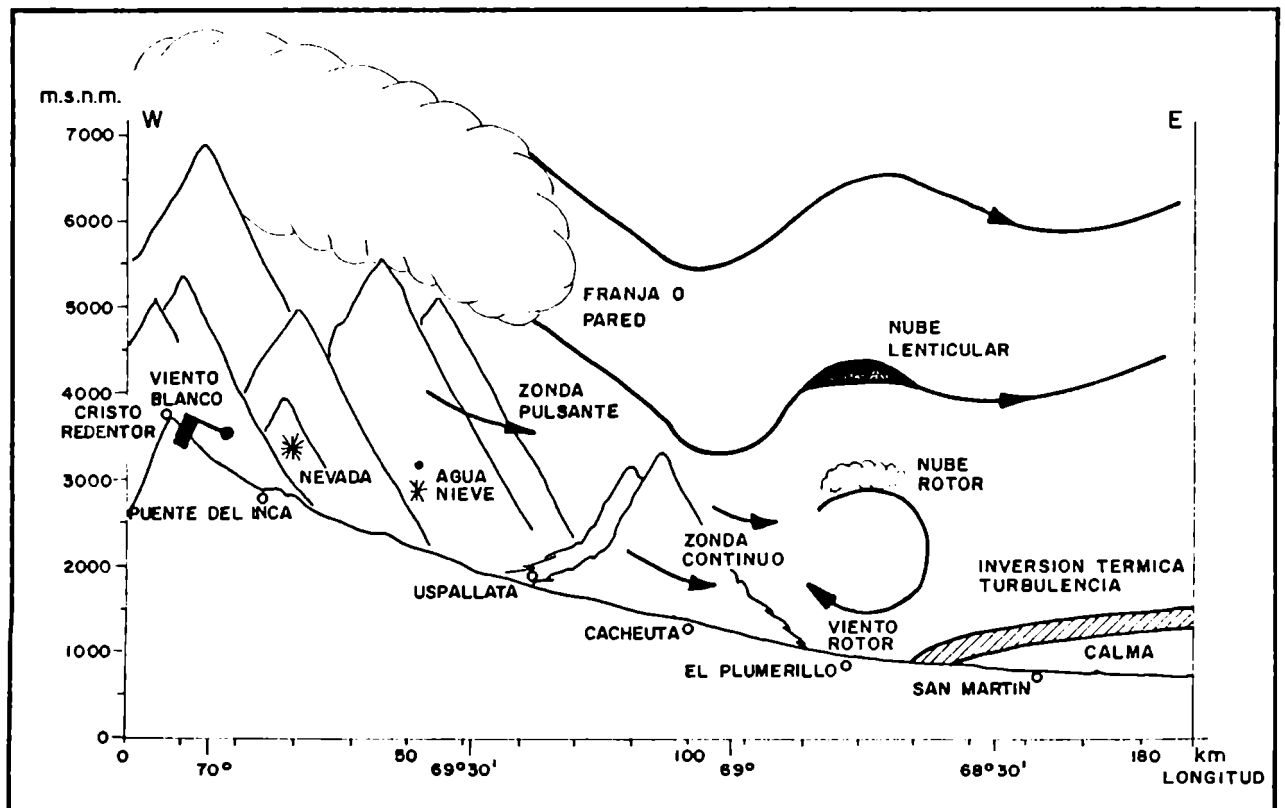 m.s.n.m.
W
E
7000
6000
5000
4000
3000
2000
1000
0
FRANJA O
PARED
NUBE
LENTICULAR
VIENTO
BLANCO
CRISTO
REDENTOR
ZONDA
PULSANTE
NEVADA
AGUA
NIEVE
PUENTE DEL INCA
NUBE
ROTOR
ZONDA
CONTINUO
USPALLATA
INVERSION TERMICA
TURBULENCIA
CACHEUTA
VIENTO
ROTOR
CALMA
EL PLUMERILLO
SAN MARTIN
0 50 100 180 km
70° 69°30' 69° 68°30' LONGITUD